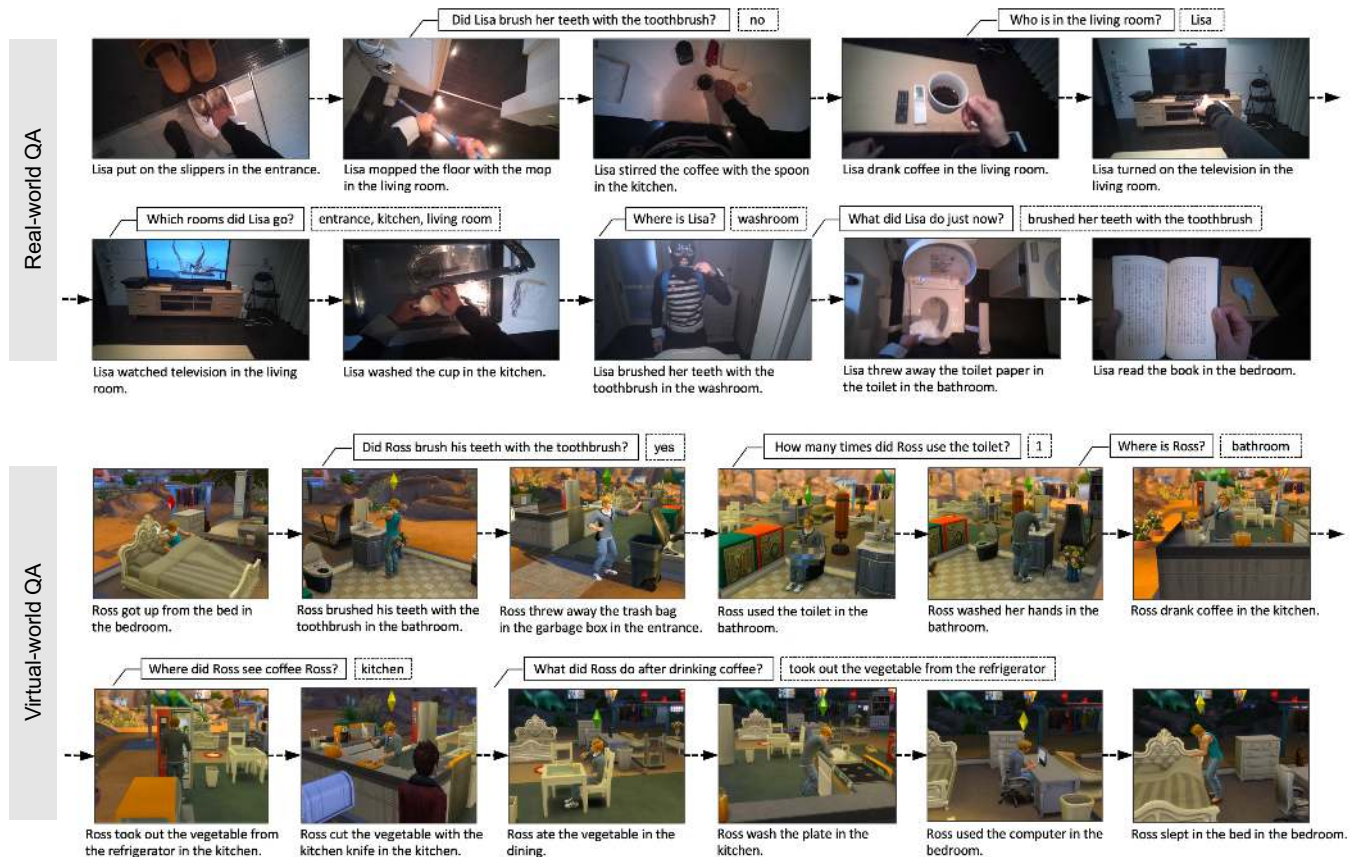 Real-world QA
Did Lisa brush her teeth with the toothbrush?
no
Who is in the living room?
Lisa
Lisa put on the slippers in the entrance.
Lisa mopped the floor with the mop
in the living room.
Lisa stirred the coffee with the spoon
in the kitchen.
Lisa drank coffee in the living room.
Lisa turned on the television in the
living room.
Which rooms did Lisa go?
entrance, kitchen, living room
Where is Lisa?
washroom
What did Lisa do just now?
brushed her teeth with the toothbrush
Lisa watched television in the living
room.
Lisa washed the cup in the kitchen.
Lisa brushed her teeth with the
toothbrush in the washroom.
Lisa threw away the toilet paper in
the toilet in the bathroom.
Lisa read the book in the bedroom.
Virtual-world QA
Did Ross brush his teeth with the toothbrush?
yes
How many times did Ross use the toilet?
1
Where is Ross?
bathroom
Ross got up from the bed in
the bedroom.
Ross brushed his teeth with the
toothbrush in the bathroom.
Ross threw away the trash bag
in the garbage box in the entrance.
Ross used the toilet in the
bathroom.
Ross washed her hands in the
bathroom.
Ross drank coffee in the kitchen.
Where did Ross see coffee Ross?
kitchen
What did Ross do after drinking coffee?
took out the vegetable from the refrigerator
Ross took out the vegetable from
the refrigerator in the kitchen.
Ross cut the vegetable with the
kitchen knife in the kitchen.
Ross ate the vegetable in the
dining.
Ross wash the plate in the
kitchen.
Ross used the computer in the
bedroom.
Ross slept in the bed in the bedroom.